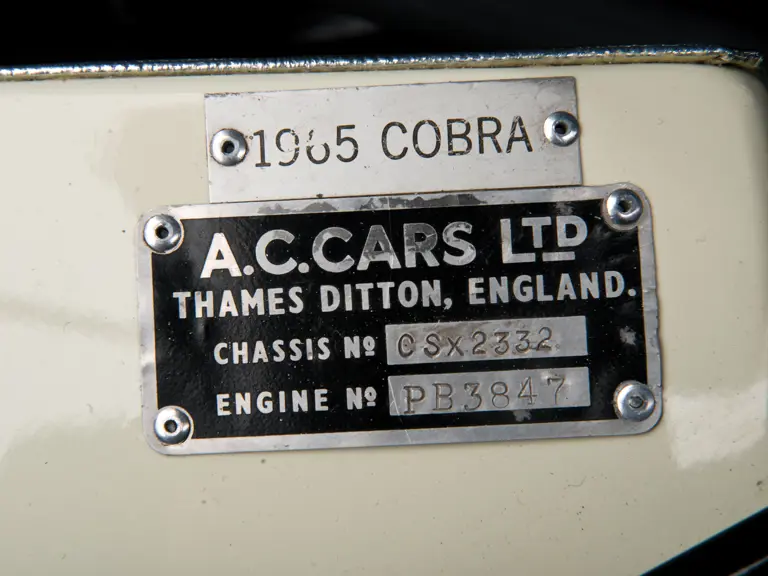 1965 COBRA
A.C.CARS LTD
THAMES DITTON, ENGLAND.
CHASSIS Nº CSX2332
ENGINE Nº PB3847